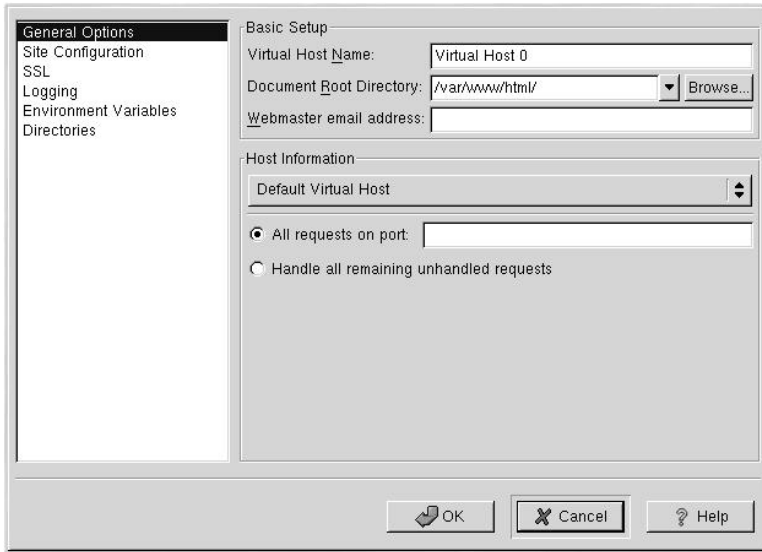 General Options
Site Configuration
SSL
Logging
Environment Variables
Directories
Basic Setup
Virtual Host Name:
Virtual Host 0
Document Root Directory:
/var/www/html/
Browse...
Webmaster email address:
Host Information
Default Virtual Host
All requests on port:
Handle all remaining unhandled requests
OK
Cancel
Help